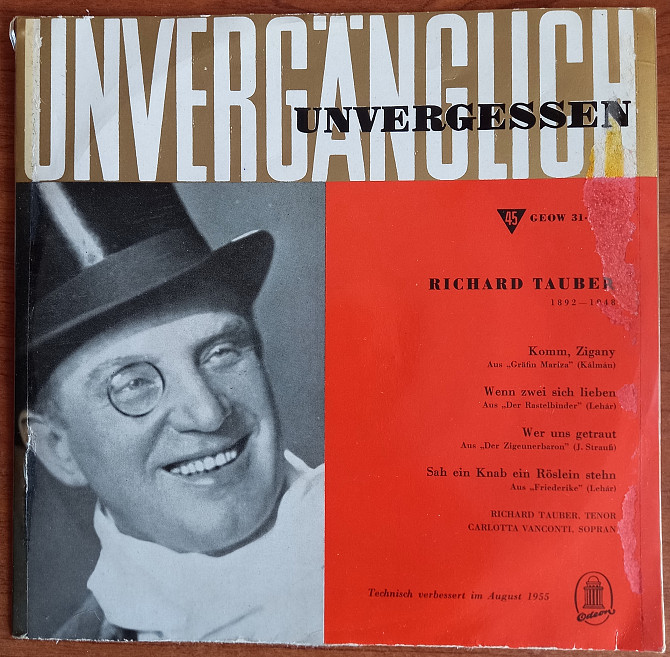 UNVERGÄNGLICH
UNVERGESSEN
45 GEOW 31-
RICHARD TAUBER
1892—1948
Komm, Zigany
Aus „Gräfin Mariza" (Kálmán)
Wenn zwei sich lieben
Aus „Der Rastelbinder" (Lehár)
Wer uns getraut
Aus „Der Zigeunerbaron" (J. Strauß)
Sah ein Knab ein Röslein stehn
Aus „Friederike" (Lehár)
RICHARD TAUBER, TENOR
CARLOTTA VANCONTI, SOPRAN
Technisch verbessert im August 1955
Odeon